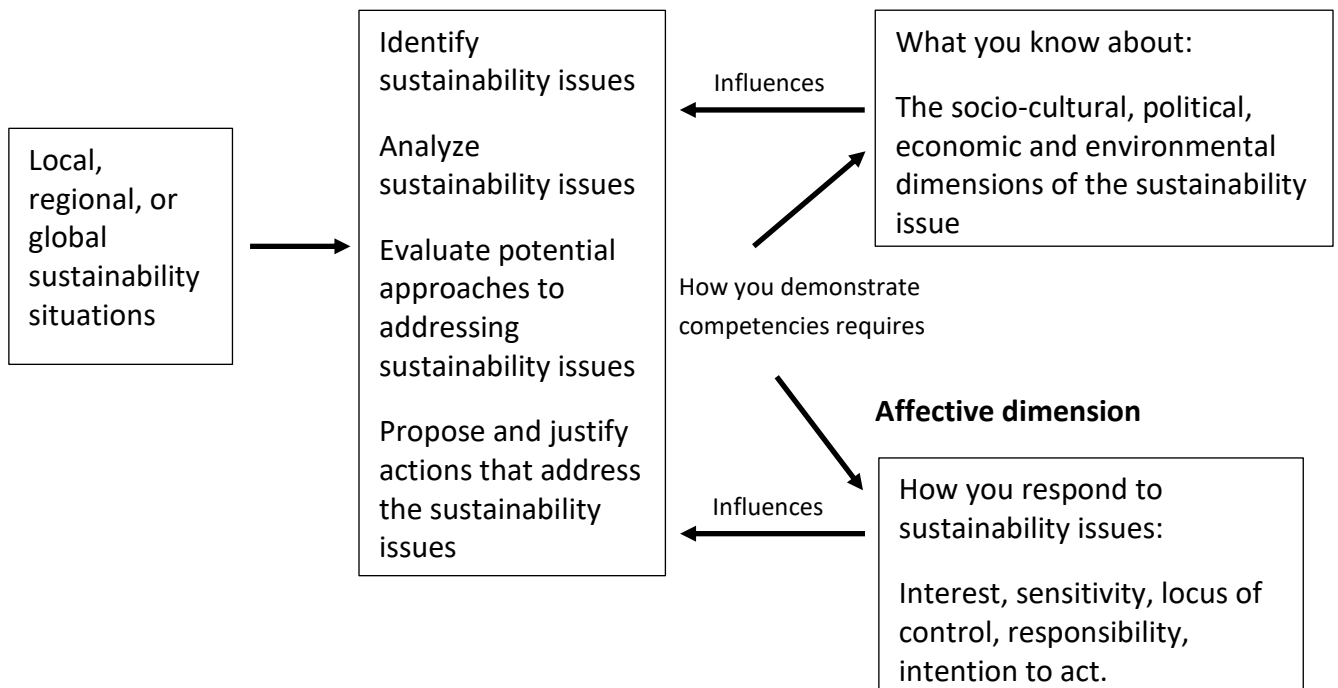 Local,
regional, or
global
sustainability
situations
Identify
sustainability issues
Analyze
sustainability issues
Evaluate potential
approaches to
addressing
sustainability issues
Propose and justify
actions that address
the sustainability
issues
Influences
How you demonstrate
competencies requires
Influences
What you know about:
The socio-cultural, political,
economic and environmental
dimensions of the sustainability
issue
Affective dimension
How you respond to
sustainability issues:
Interest, sensitivity, locus of
control, responsibility,
intention to act.